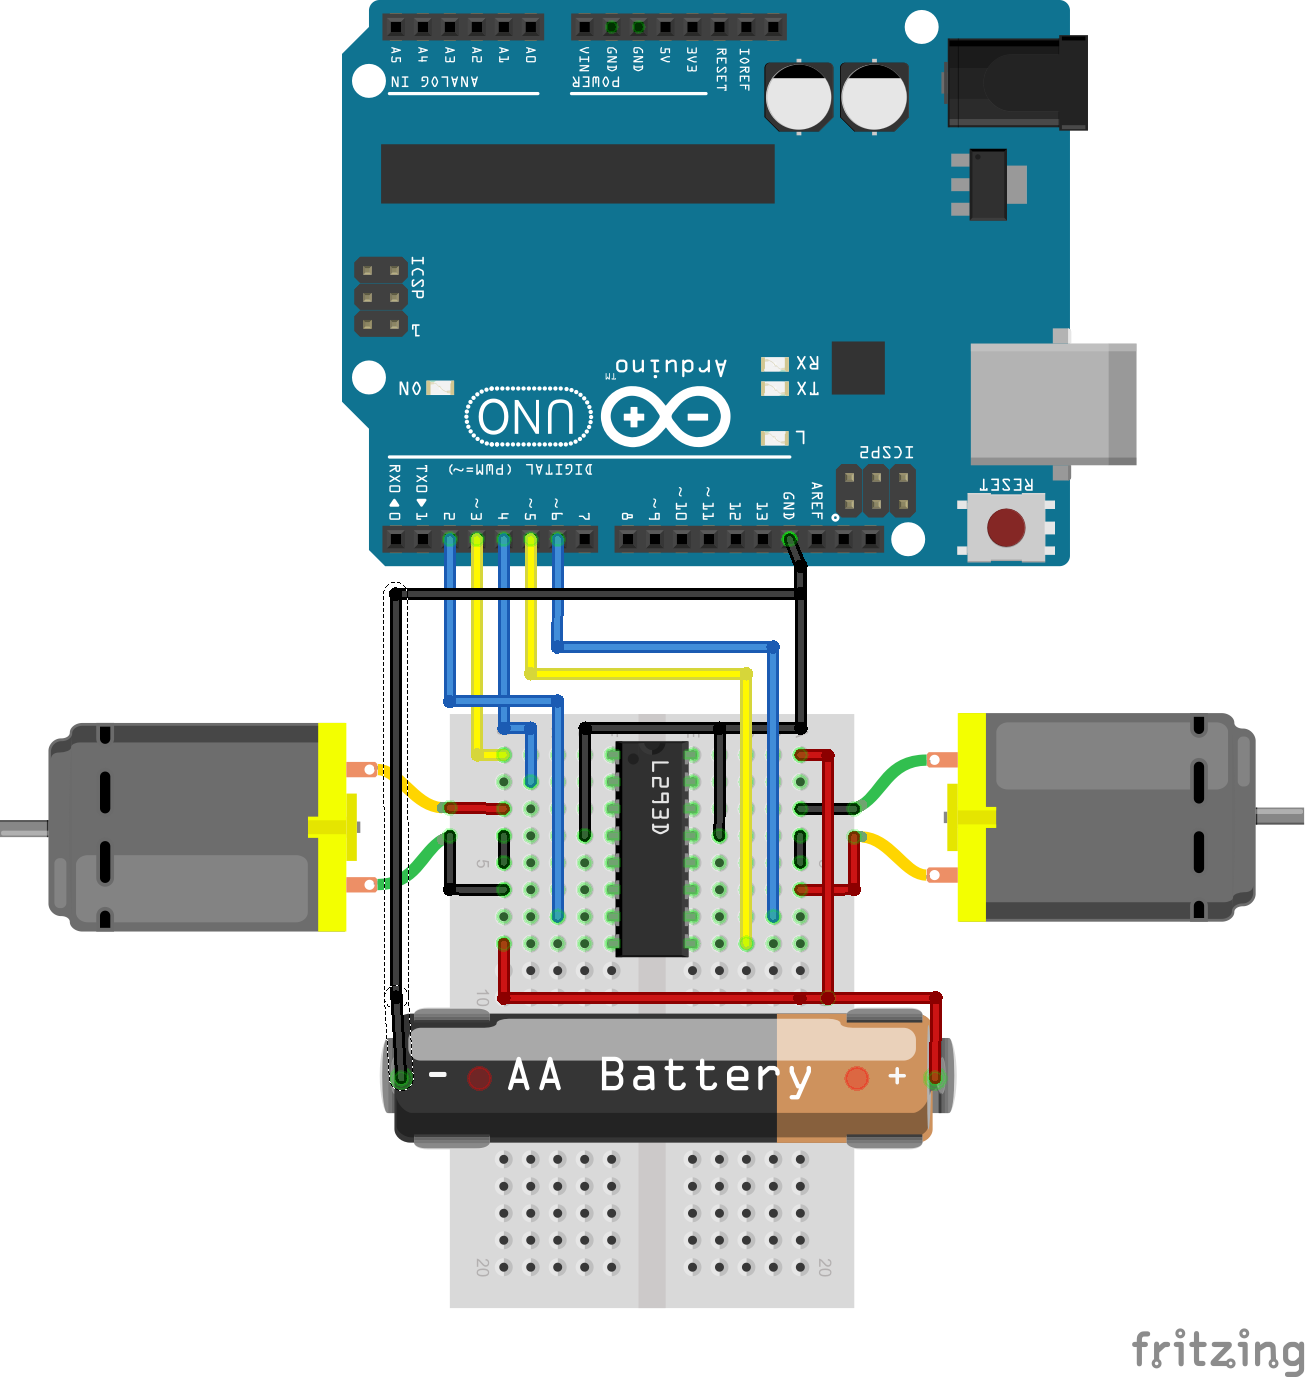 A5 A4 A3 A2 A1 A0 VIN GND GND 5V 3V3 RESET IOREF
ANALOG IN POWER
ICSP
1
ON
Arduino
TM
UNO
RX
TX
L
ICSP2
RESET
DIGITAL (PWM=~)
RX0 TX0
0 1 2 ~3 4 ~5 ~6 7 8 ~9 ~10 ~11 12 13 GND AREF
L293D
5
10
- AA Battery +
20 20
fritzing